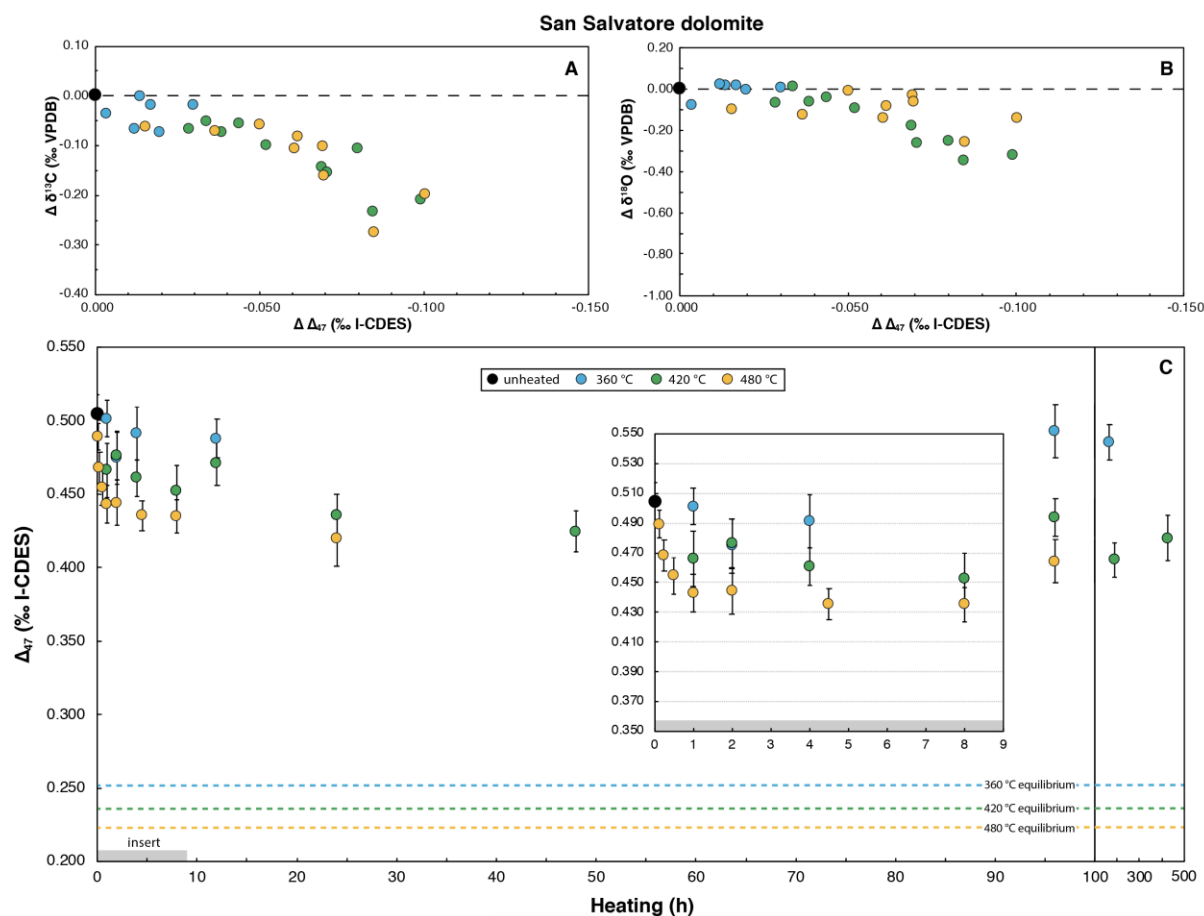 San Salvatore dolomite
A
0.10
0.00
-0.10
-0.20
-0.30
-0.40
Δ δ¹³C (‰ VPDB)
0.000
-0.050
-0.100
-0.150
Δ Δ₄₇ (‰ I-CDES)
B
0.20
0.00
-0.20
-0.40
-0.60
-0.80
-1.00
Δ δ¹⁸O (‰ VPDB)
0.000
-0.050
-0.100
-0.150
Δ Δ₄₇ (‰ I-CDES)
C
unheated 360 °C 420 °C 480 °C
0.550
0.500
0.450
0.400
0.350
0.300
0.250
0.200
Δ₄₇ (‰ I-CDES)
0.550
0.530
0.510
0.490
0.470
0.450
0.430
0.410
0.390
0.370
0.350
0 1 2 3 4 5 6 7 8 9
360 °C equilibrium
420 °C equilibrium
480 °C equilibrium
insert
0 10 20 30 40 50 60 70 80 90 100 300 500
Heating (h)